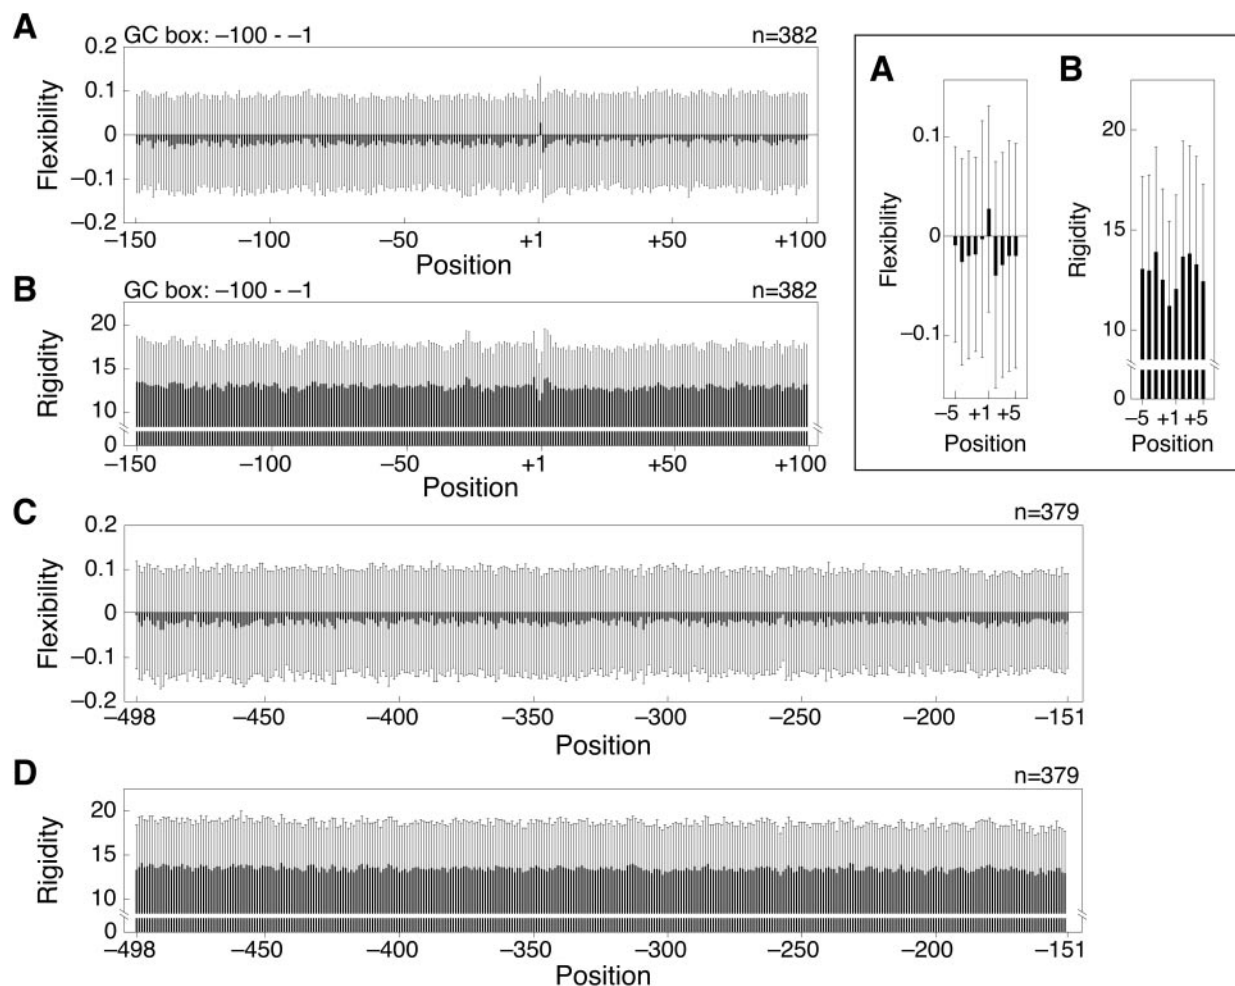 A
GC box: –100 - –1
n=382
0.2
0.1
0
–0.1
–0.2
Flexibility
–150
–100
–50
+1
+50
+100
Position
B
GC box: –100 - –1
n=382
20
15
10
0
Rigidity
–150
–100
–50
+1
+50
+100
Position
A
0.1
0
–0.1
Flexibility
–5
+1
+5
Position
B
20
15
10
0
Rigidity
–5
+1
+5
Position
C
n=379
0.2
0.1
0
–0.1
–0.2
Flexibility
–498
–450
–400
–350
–300
–250
–200
–151
Position
D
n=379
20
15
10
0
Rigidity
–498
–450
–400
–350
–300
–250
–200
–151
Position